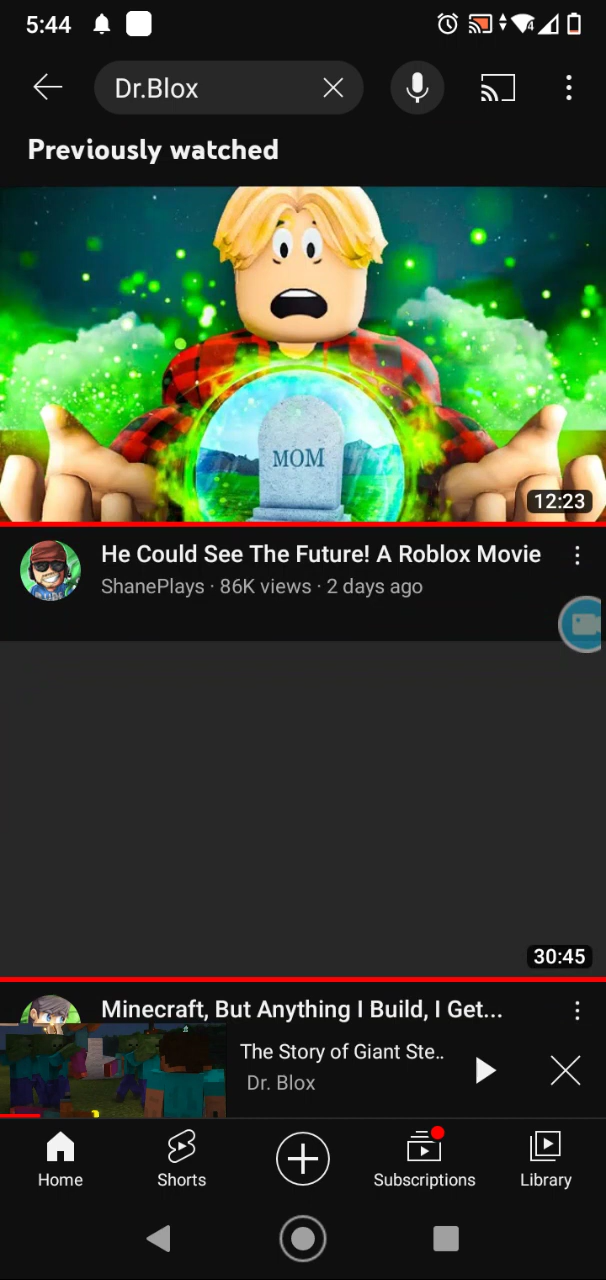 5:44
Dr.Blox
Previously watched
MOM
12:23
He Could See The Future! A Roblox Movie
ShanePlays · 86K views · 2 days ago
30:45
Minecraft, But Anything I Build, I Get...
The Story of Giant Ste..
Dr. Blox
Home
Shorts
Subscriptions
Library